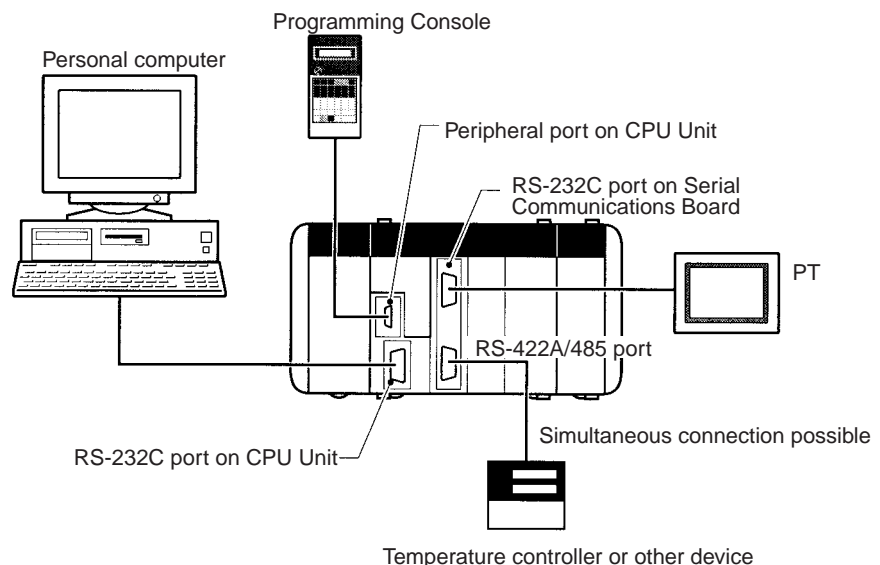 Programming Console
Personal computer
Peripheral port on CPU Unit
RS-232C port on Serial
Communications Board
PT
RS-422A/485 port
Simultaneous connection possible
RS-232C port on CPU Unit
Temperature controller or other device